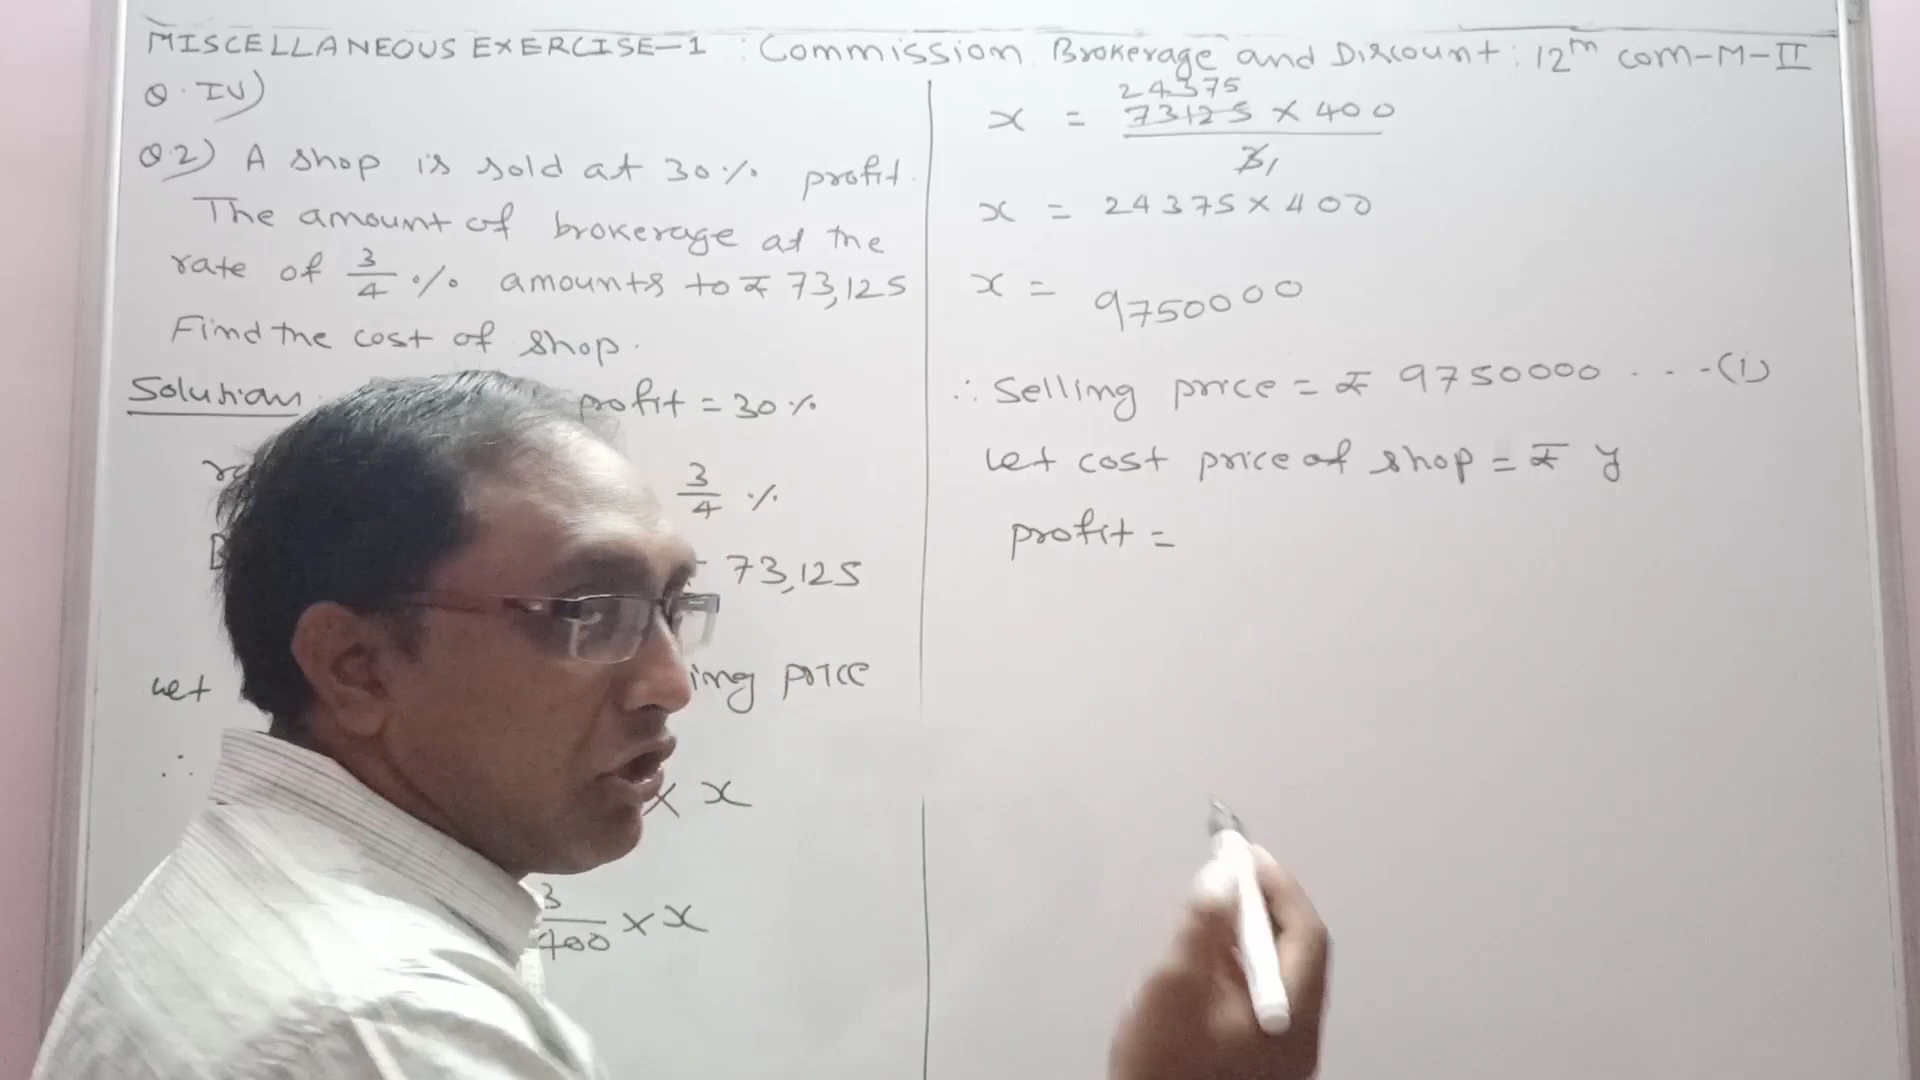 MISCELLANEOUS EXERCISE-1 : Commission Brokerage and Discount : 12th com-M-II
Q.IV)
Q.2) A shop is sold at 30% profit.
The amount of brokerage at the
rate of 3/4 % amounts to ₹ 73,125
Find the cost of shop.
Solution
profit = 30%
3/4 %
73,125
Let
price
∴
× x
3/400 × x
24375
x = 73125 × 400
3 1
x = 24375 × 400
x = 9750000
∴ Selling price = ₹ 9750000 . . . (i)
Let cost price of shop = ₹ y
profit =